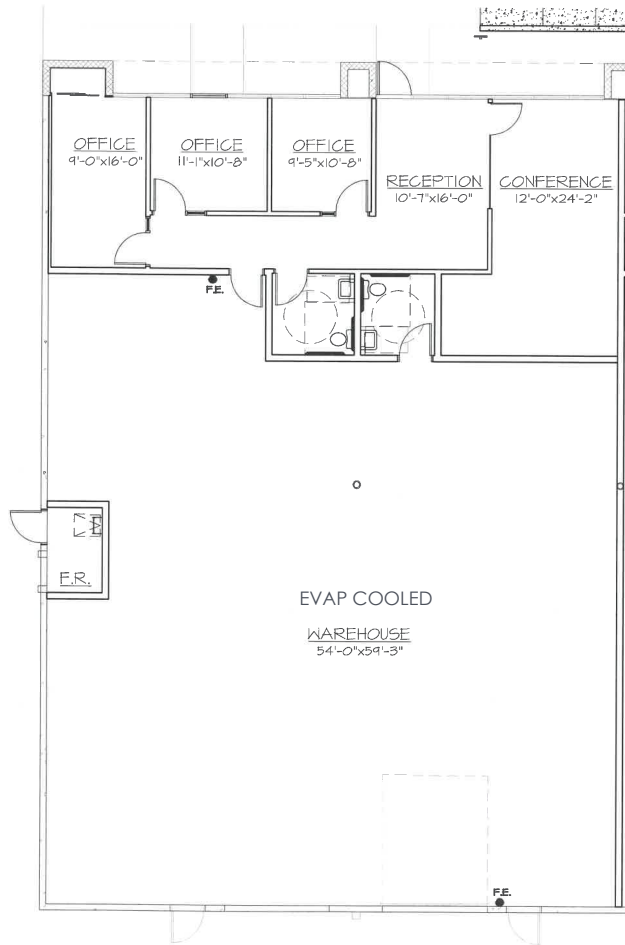 OFFICE
9'-0"x16'-0"
OFFICE
11'-1"x10'-8"
OFFICE
9'-5"x10'-8"
RECEPTION
10'-7"x16'-0"
CONFERENCE
12'-0"x24'-2"
F.E.
F.R.
EVAP COOLED
WAREHOUSE
54'-0"x59'-3"
F.E.